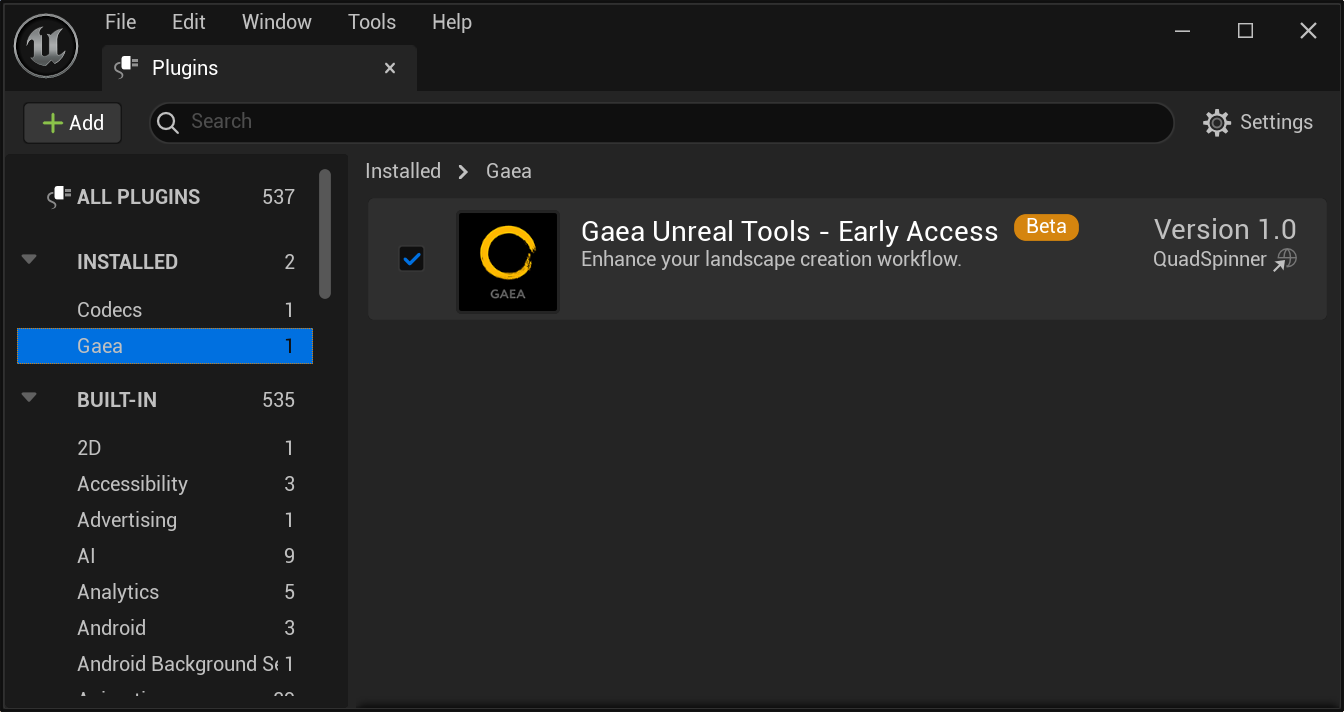 File Edit Window Tools Help
Plugins
Add
Search
Settings
ALL PLUGINS 537
INSTALLED 2
Codecs 1
Gaea 1
BUILT-IN 535
2D 1
Accessibility 3
Advertising 1
AI 9
Analytics 5
Android 3
Android Background Se 1
Installed > Gaea
GAEA
Gaea Unreal Tools - Early Access Beta
Enhance your landscape creation workflow.
Version 1.0
QuadSpinner